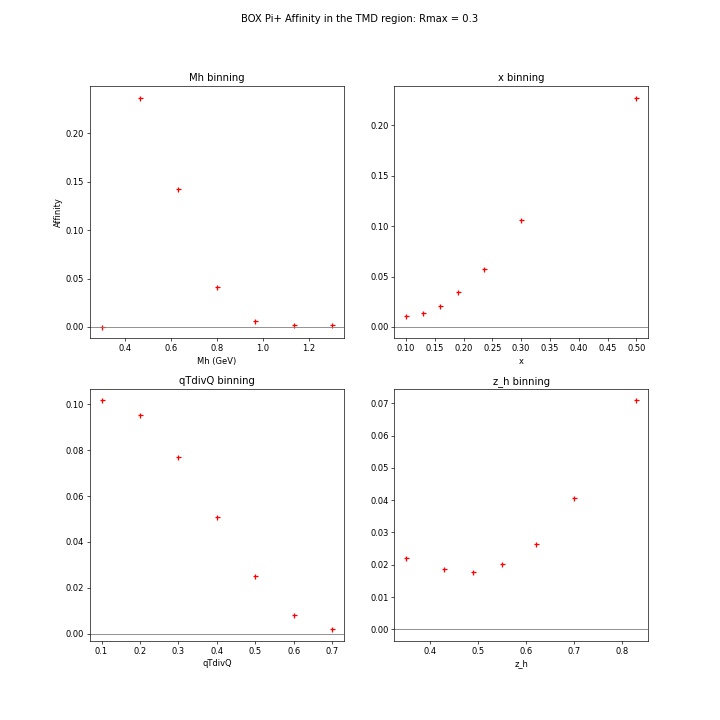 BOX Pi+ Affinity in the TMD region: Rmax = 0.3
Mh binning
0.20
0.15
0.10
0.05
0.00
Affinity
0.4 0.6 0.8 1.0 1.2
Mh (GeV)
x binning
0.20
0.15
0.10
0.05
0.00
0.10 0.15 0.20 0.25 0.30 0.35 0.40 0.45 0.50
x
qTdivQ binning
0.10
0.08
0.06
0.04
0.02
0.00
0.1 0.2 0.3 0.4 0.5 0.6 0.7
qTdivQ
z_h binning
0.07
0.06
0.05
0.04
0.03
0.02
0.01
0.00
0.4 0.5 0.6 0.7 0.8
z_h